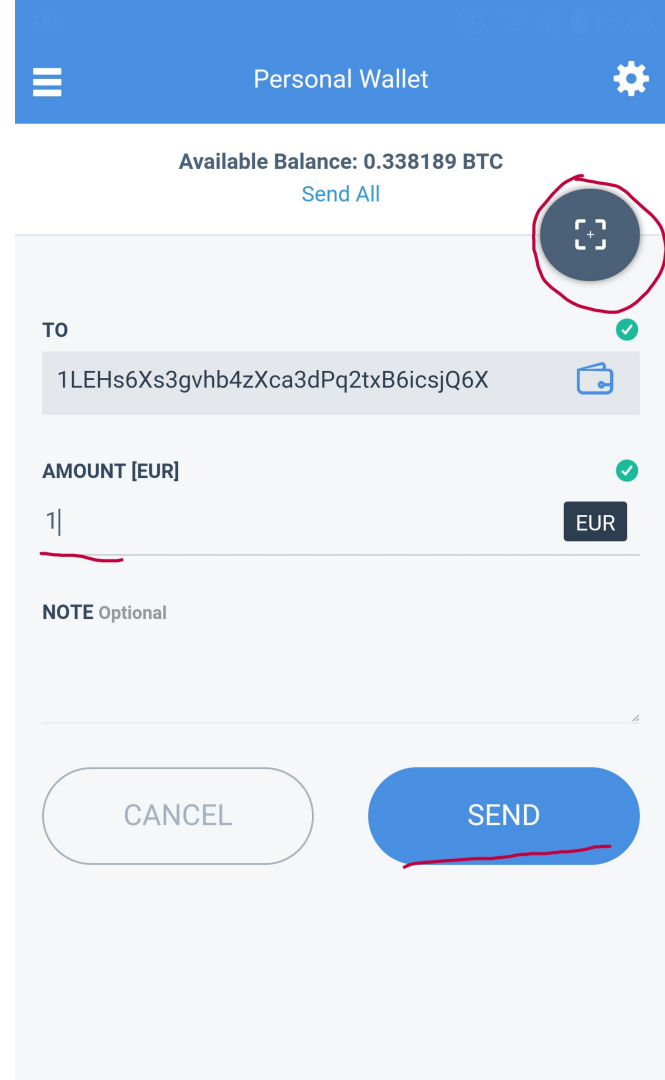 Personal Wallet
Available Balance: 0.338189 BTC
Send All
TO
1LEHs6Xs3gvhb4zXca3dPq2txB6icsjQ6X
AMOUNT [EUR]
1
EUR
NOTE Optional
CANCEL
SEND